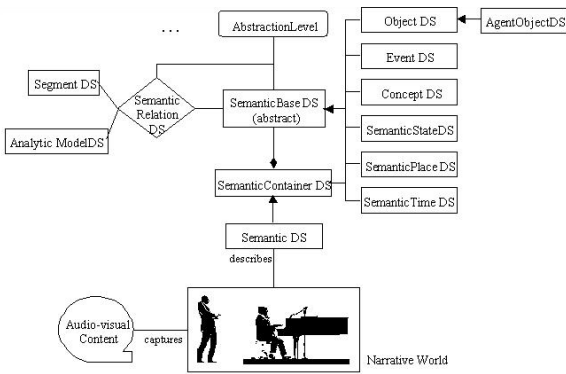 ...
AbstractionLevel
Object DS
AgentObjectDS
Event DS
Segment DS
Semantic
Relation
DS
SemanticBase DS
(abstract)
Concept DS
SemanticStateDS
Analytic ModelDS
SemanticPlace DS
SemanticContainer DS
SemanticTime DS
Semantic DS
describes
Audio-visual
Content
captures
Narrative World